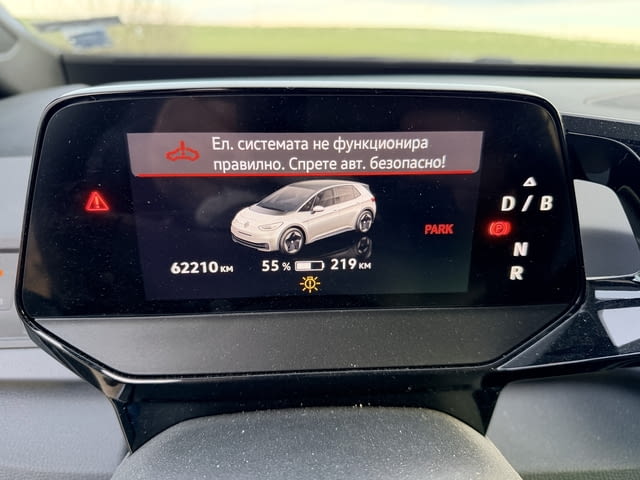 Ел. системата не функционира
правилно. Спрете авт. безопасно!
D / B
PARK
P
N
62210 км 55 % 219 км
R